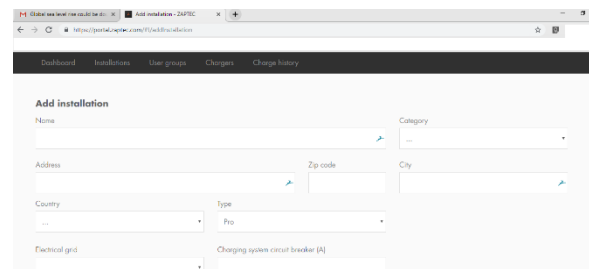 Global sea level rise could be do
Add installation - ZAPTEC
https://portal.zaptec.com/#!/addInstallation
Dashboard Installations User groups Chargers Charge history
Add installation
Name Category
...
Address Zip code City
Country Type
... Pro
Electrical grid Charging system circuit breaker (A)